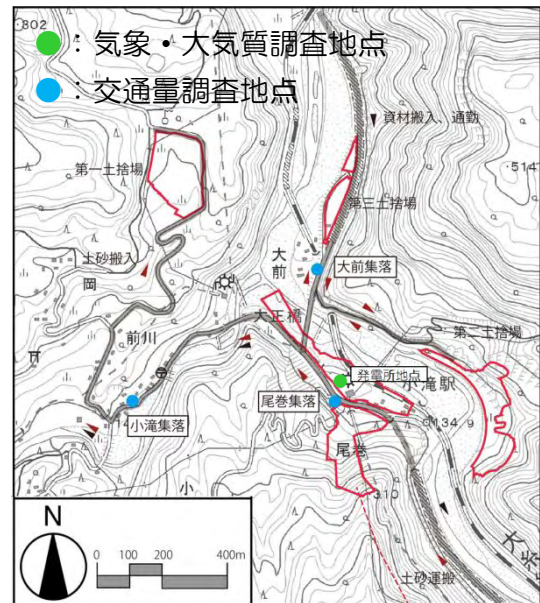 802
：気象・大気質調査地点
：交通量調査地点
資材搬入、通勤
第一土捨場
514
第三土捨場
土砂搬入
岡
大前
大前集落
大正橋
第二土捨場
前川
発電所地点
小滝駅
尾巻集落
小滝集落
134.9
尾巻
小
310
N
0 100 200 400m
土砂運搬
大糸